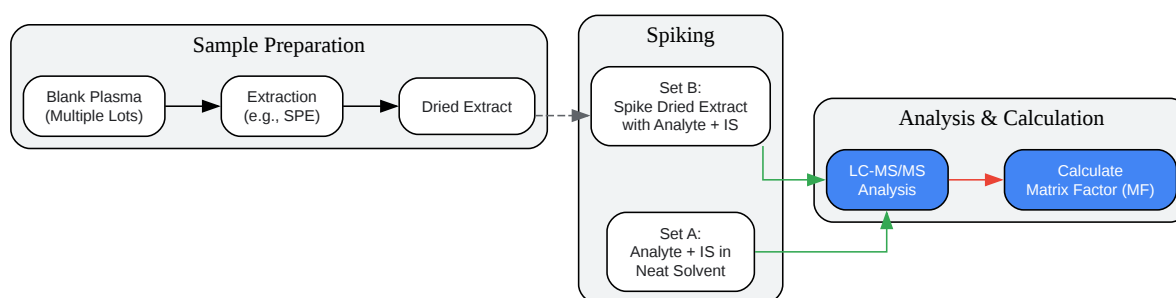 Sample Preparation
Blank Plasma
(Multiple Lots)
Extraction
(e.g., SPE)
Dried Extract
Spiking
Set B:
Spike Dried Extract
with Analyte + IS
Set A:
Analyte + IS in
Neat Solvent
Analysis & Calculation
LC-MS/MS
Analysis
Calculate
Matrix Factor (MF)